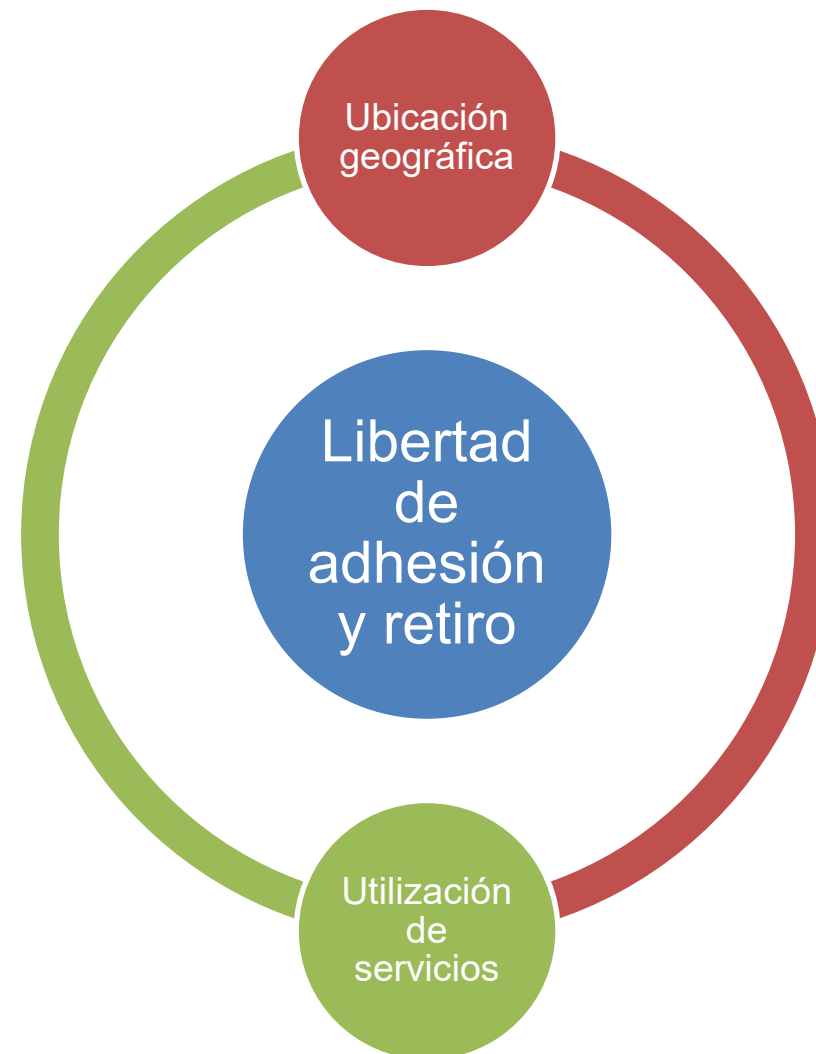 Ubicación
geográfica
Libertad
de
adhesión
y retiro
Utilización
de
servicios